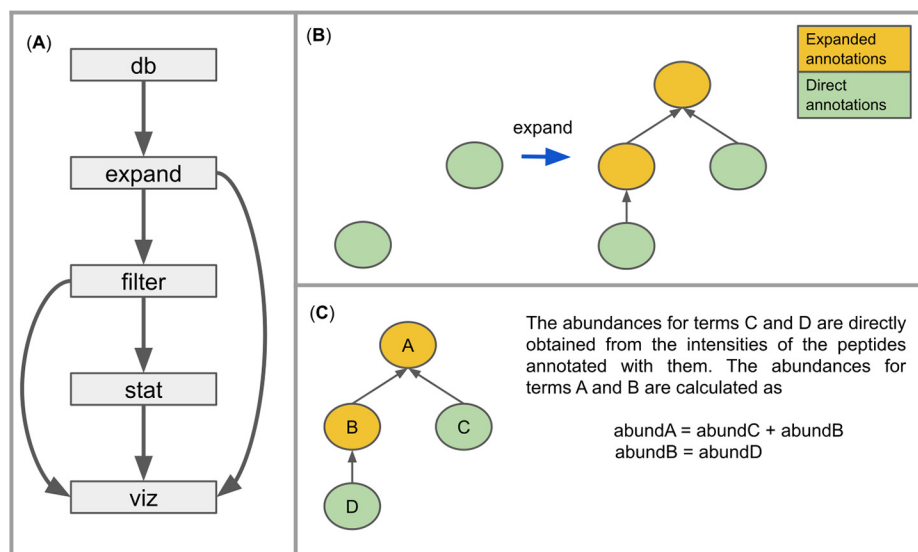 (A)
db
expand
filter
stat
viz
(B)
expand
Expanded
annotations
Direct
annotations
(C)
A
B
C
D
The abundances for terms C and D are directly
obtained from the intensities of the peptides
annotated with them. The abundances for
terms A and B are calculated as
abundA = abundC + abundB
abundB = abundD